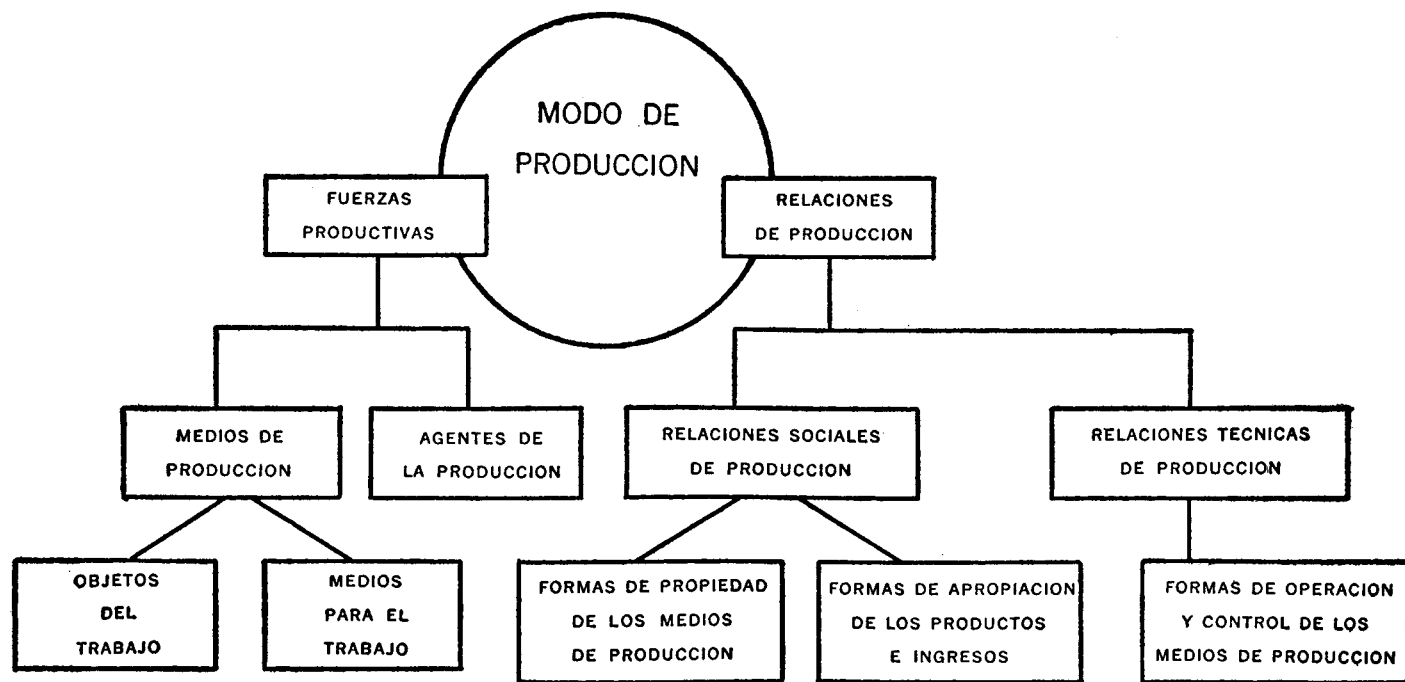 MODO DE
PRODUCCION
FUERZAS
PRODUCTIVAS
RELACIONES
DE PRODUCCION
MEDIOS DE
PRODUCCION
AGENTES DE
LA PRODUCCION
RELACIONES SOCIALES
DE PRODUCCION
RELACIONES TECNICAS
DE PRODUCCION
OBJETOS
DEL
TRABAJO
MEDIOS
PARA EL
TRABAJO
FORMAS DE PROPIEDAD
DE LOS MEDIOS
DE PRODUCCION
FORMAS DE APROPIACION
DE LOS PRODUCTOS
E INGRESOS
FORMAS DE OPERACION
Y CONTROL DE LOS
MEDIOS DE PRODUCCION